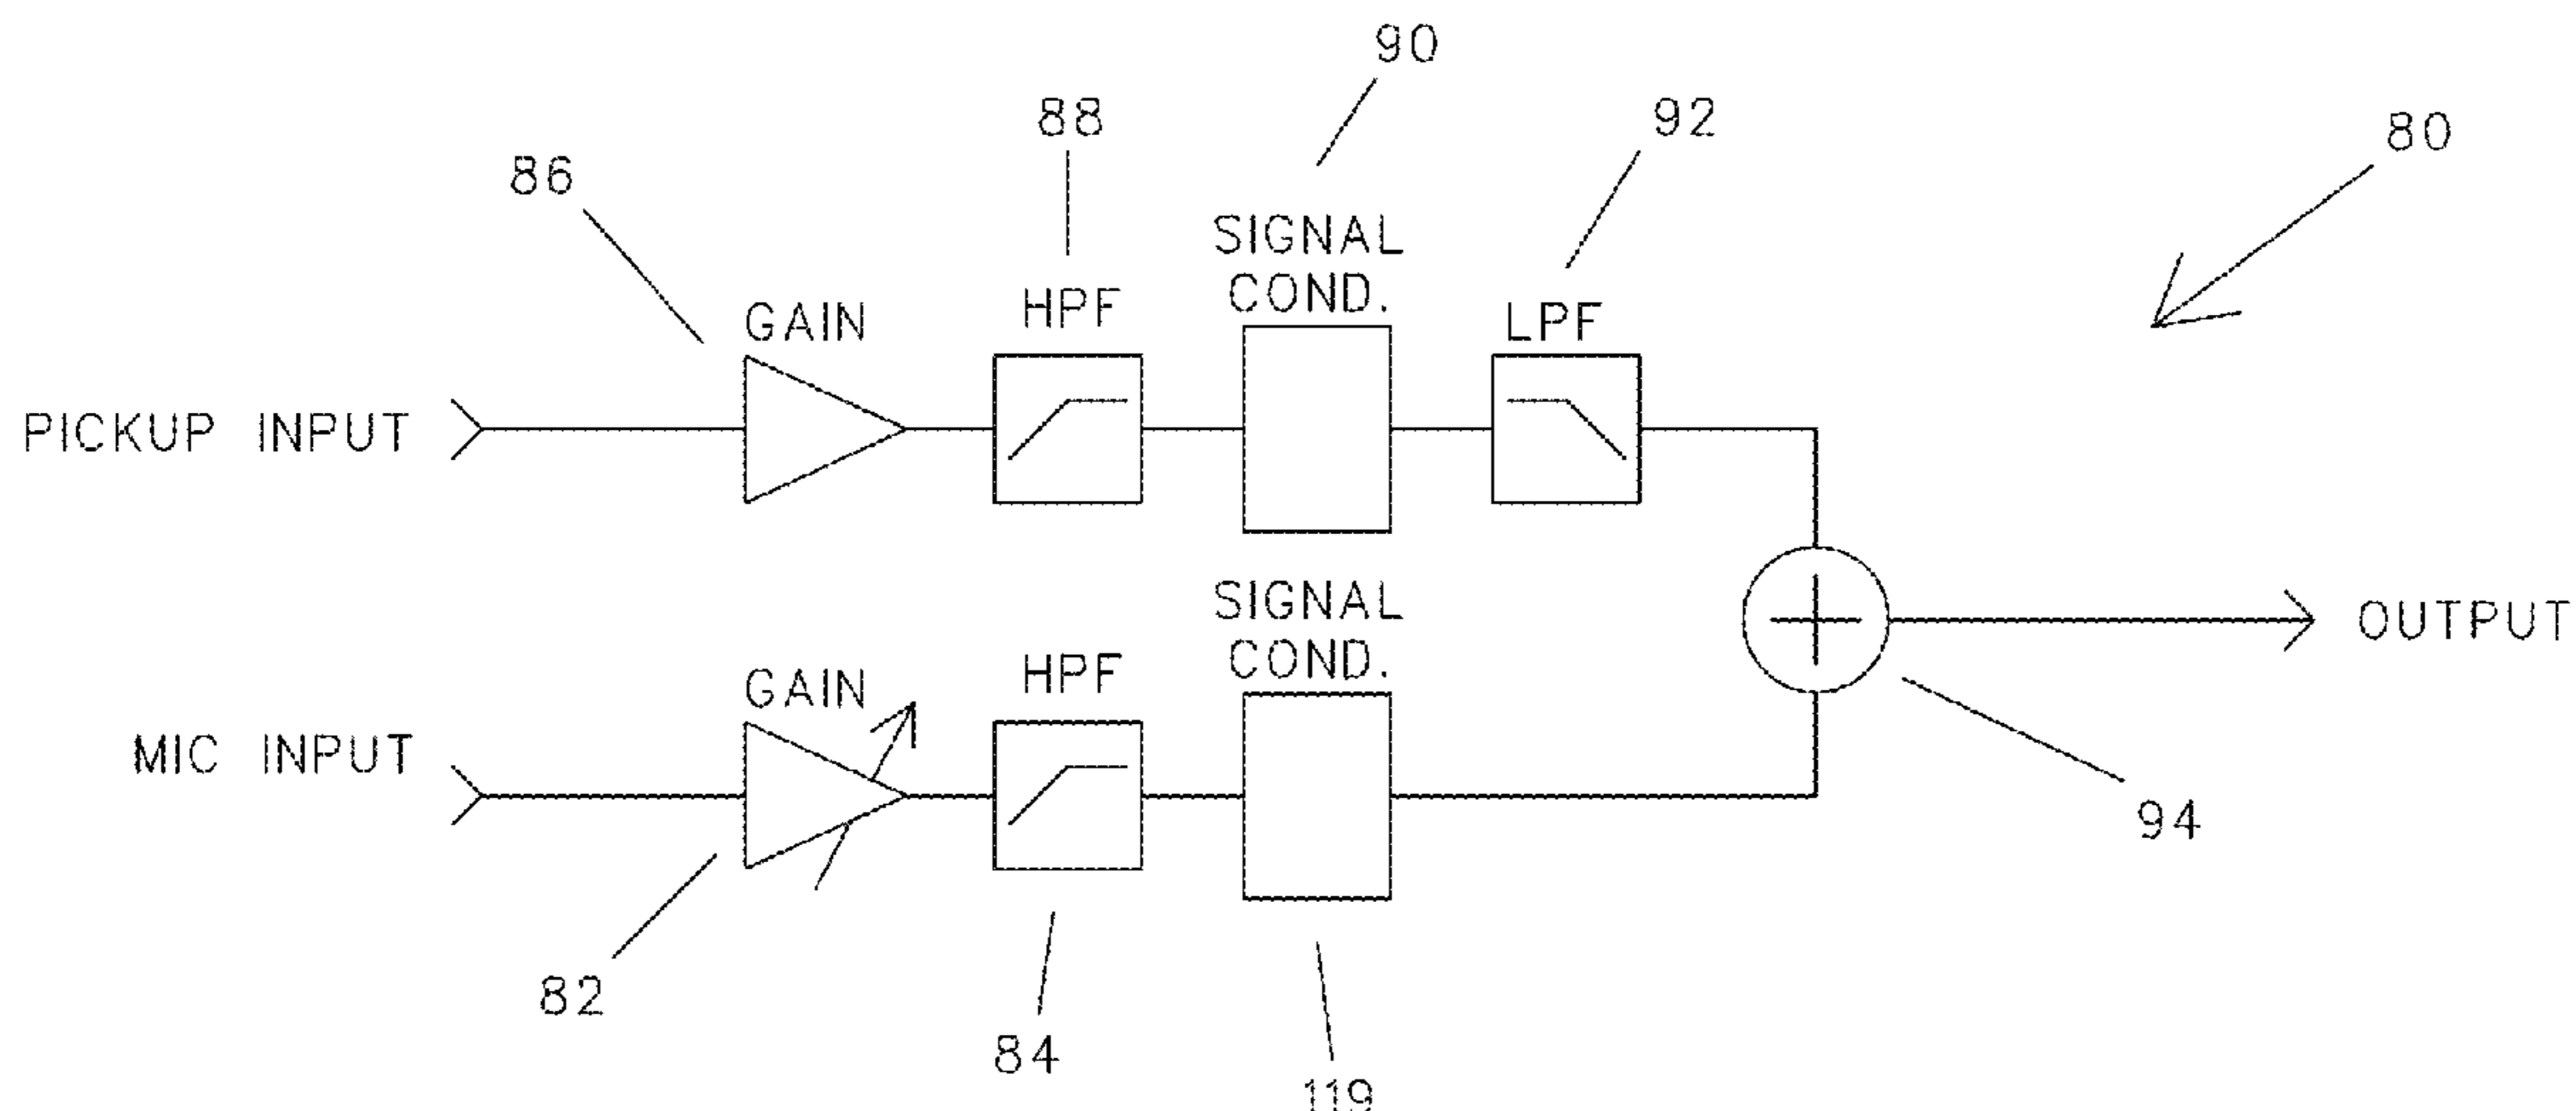 90
88
92
80
86
SIGNAL
COND.
HPF
LPF
GAIN
PICKUP INPUT
SIGNAL
COND.
OUTPUT
HPF
GAIN
MIC INPUT
94
82
84
119